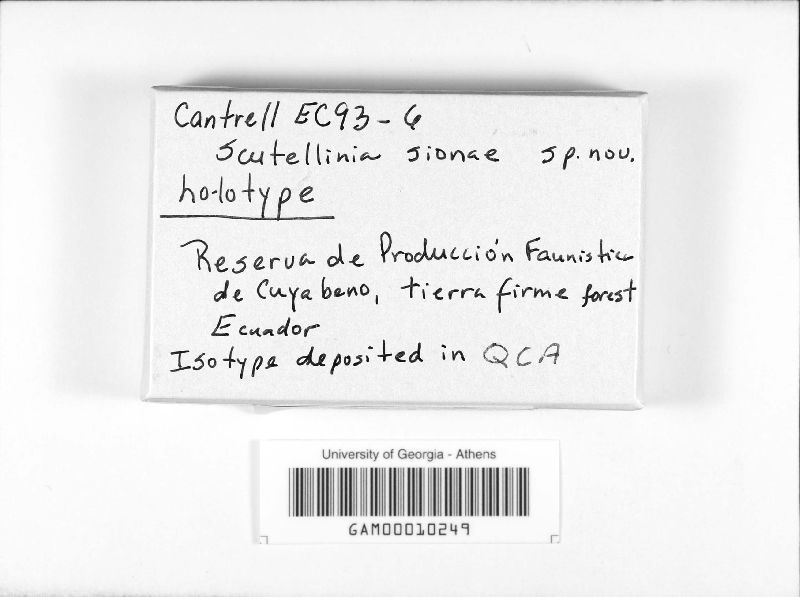 Cantrell EC93-6
Scutellinia sionae sp. nov.
holotype
Reserva de Producción Faunistica
de Cuyabeno, tierra firme forest
Ecuador
Isotype deposited in QCA
University of Georgia - Athens
GAM00010249